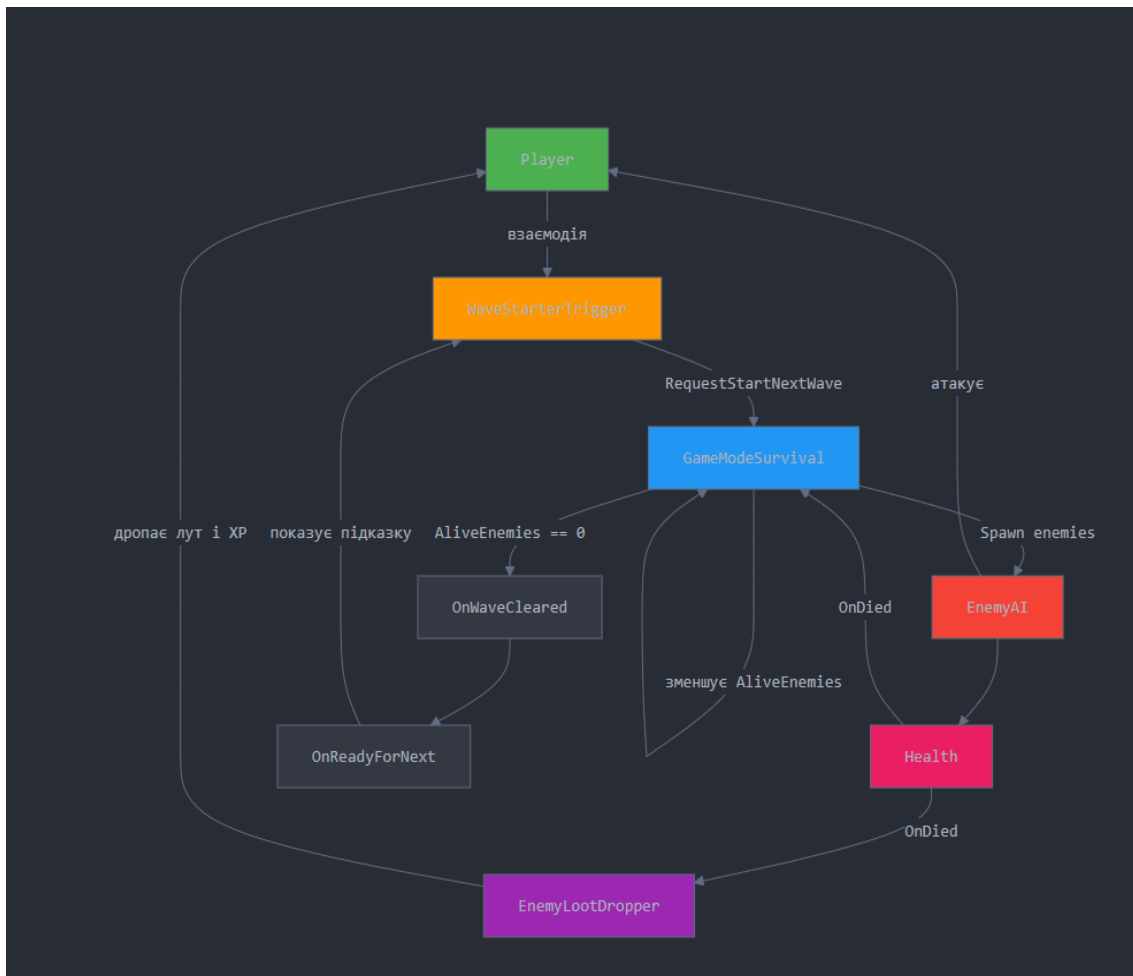 Player
взаємодія
WaveStarterTrigger
RequestStartNextWave
атакує
GameModeSurvival
дропає лут і XP
показує підказку
AliveEnemies == 0
Spawn enemies
OnWaveCleared
OnDied
EnemyAI
зменшує AliveEnemies
OnReadyForNext
Health
OnDied
EnemyLootDropper